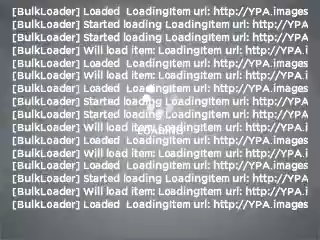 [BulkLoader] Loaded  LoadingItem url: http://YPA.images
[BulkLoader] Started loading LoadingItem url: http://YPA
[BulkLoader] Started loading LoadingItem url: http://YPA
[BulkLoader] Will load item: LoadingItem url: http://YPA.i
[BulkLoader] Loaded  LoadingItem url: http://YPA.images
[BulkLoader] Will load item: LoadingItem url: http://YPA.i
[BulkLoader] Loaded  LoadingItem url: http://YPA.images
[BulkLoader] Started loading LoadingItem url: http://YPA
[BulkLoader] Started loading LoadingItem url: http://YPA
[BulkLoader] Will load item: LoadingItem url: http://YPA.i
LOADING
[BulkLoader] Loaded  LoadingItem url: http://YPA.images
[BulkLoader] Will load item: LoadingItem url: http://YPA.i
[BulkLoader] Loaded  LoadingItem url: http://YPA.images
[BulkLoader] Started loading LoadingItem url: http://YPA
[BulkLoader] Will load item: LoadingItem url: http://YPA.i
[BulkLoader] Loaded  LoadingItem url: http://YPA.images